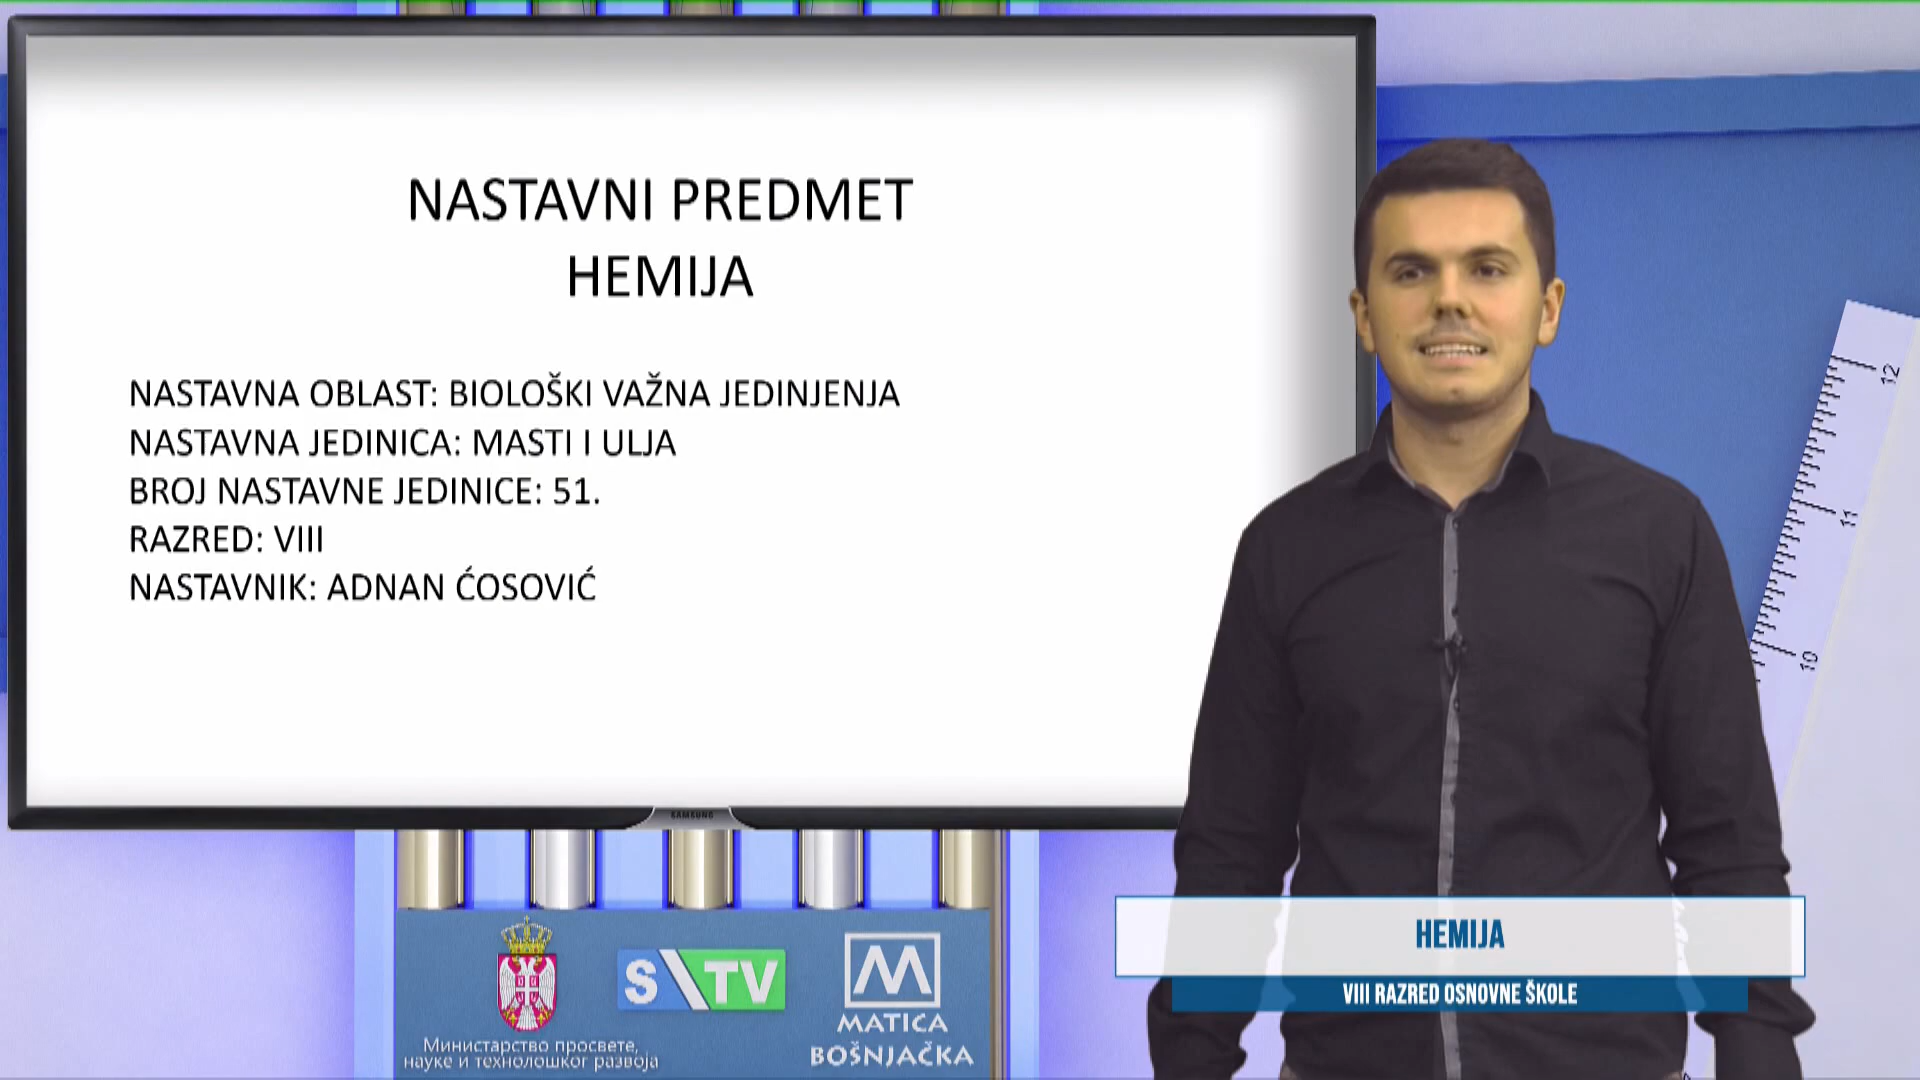 NASTAVNI PREDMET
HEMIJA
NASTAVNA OBLAST: BIOLOŠKI VAŽNA JEDINJENJA
NASTAVNA JEDINICA: MASTI I ULJA
BROJ NASTAVNE JEDINICE: 51.
RAZRED: VIII
NASTAVNIK: ADNAN ĆOSOVIĆ
SAMSUNG
12
11
10
Министарство просвете,
науке и технолошког развоја
S TV
MATICA
BOŠNJAČKA
HEMIJA
VIII RAZRED OSNOVNE ŠKOLE